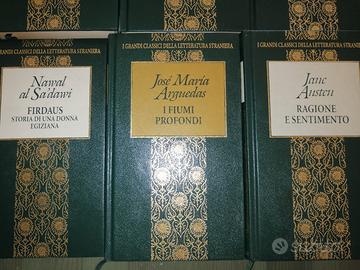 I GRANDI CLASSICI DELLA LETTERATURA STRANIERA
Nawal
al Sa'dawi
FIRDAUS
STORIA DI UNA DONNA
EGIZIANA
I GRANDI CLASSICI DELLA LETTERATURA STRANIERA
José María
Arguedas
I FIUMI
PROFONDI
I GRANDI CLASSICI DELLA LETTERATURA STRANIERA
Jane
Austen
RAGIONE
E SENTIMENTO
subito